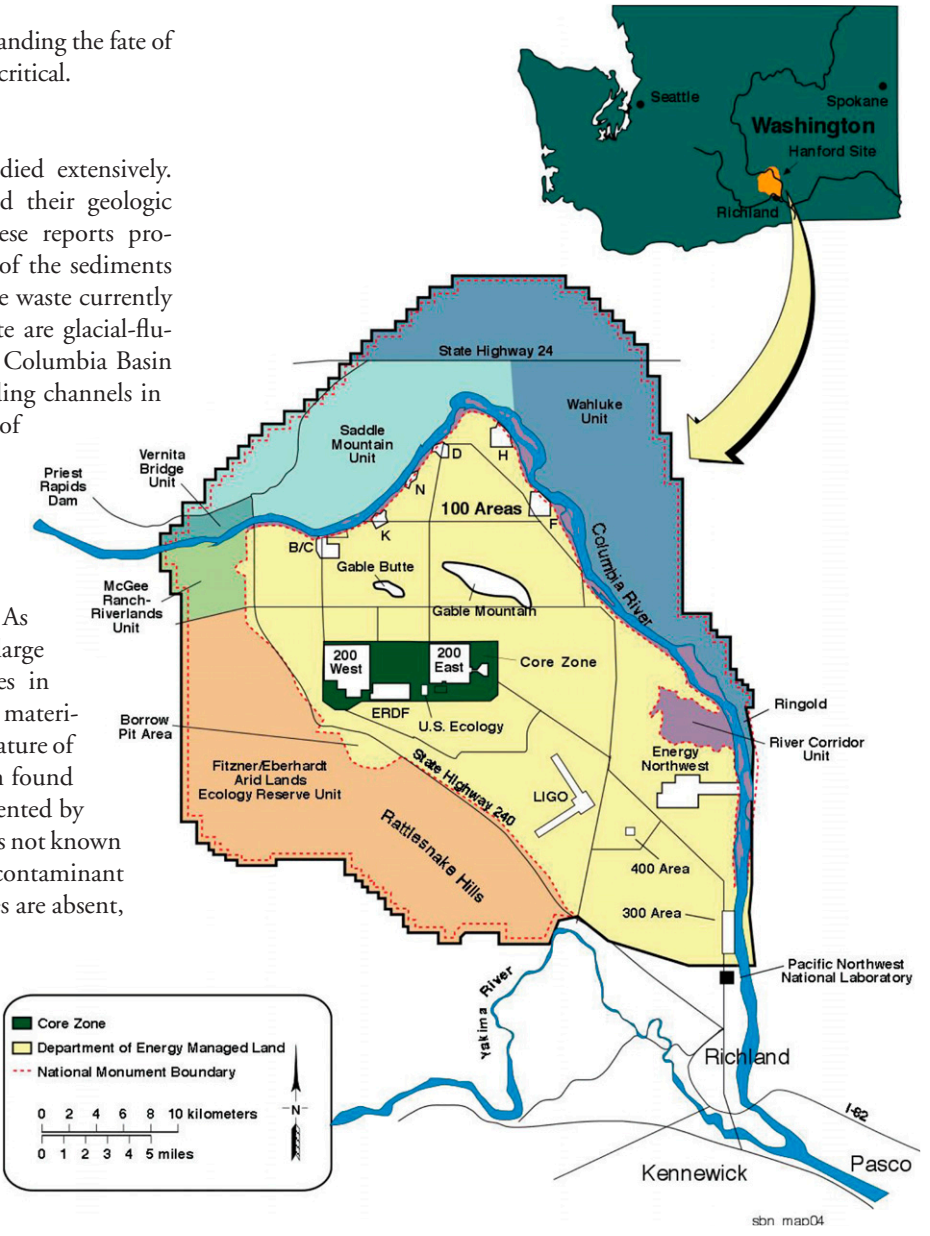 anding the fate of
critical.
died extensively.
d their geologic
ese reports pro-
of the sediments
e waste currently
te are glacial-flu-
Columbia Basin
ling channels in
of
As
arge
es in
materi-
ature of
n found
ented by
s not known
contaminant
es are absent,
Seattle
Spokane
Washington
Hanford Site
Richland
State Highway 24
Wahluke
Unit
Saddle
Mountain
Unit
Vernita
Bridge
Unit
Priest
Rapids
Dam
D
H
N
100 Areas
F
K
B/C
Columbia River
Gable Butte
McGee
Ranch-
Riverlands
Unit
Gable Mountain
200
West
200
East
Core Zone
ERDF
U.S. Ecology
Ringold
Borrow
Pit Area
River Corridor
Unit
Energy
Northwest
State Highway 240
Fitzner/Eberhardt
Arid Lands
Ecology Reserve Unit
LIGO
Rattlesnake Hills
400 Area
300 Area
Pacific Northwest
National Laboratory
Yakima River
Richland
I-82
Kennewick
Pasco
Core Zone
Department of Energy Managed Land
National Monument Boundary
N
0 2 4 6 8 10 kilometers
0 1 2 3 4 5 miles
sbn_map04